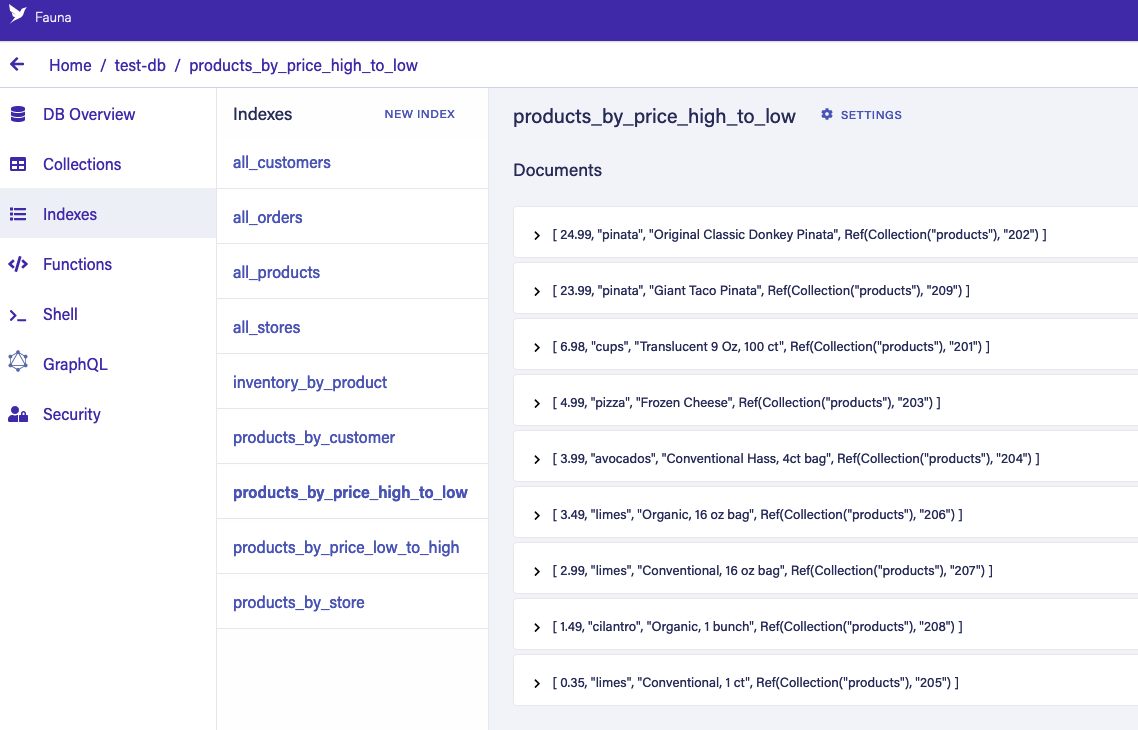 Fauna
Home / test-db / products_by_price_high_to_low
DB Overview
Collections
Indexes
Functions
Shell
GraphQL
Security
Indexes NEW INDEX
all_customers
all_orders
all_products
all_stores
inventory_by_product
products_by_customer
products_by_price_high_to_low
products_by_price_low_to_high
products_by_store
products_by_price_high_to_low SETTINGS
Documents
[ 24.99, "pinata", "Original Classic Donkey Pinata", Ref(Collection("products"), "202") ]
[ 23.99, "pinata", "Giant Taco Pinata", Ref(Collection("products"), "209") ]
[ 6.98, "cups", "Translucent 9 Oz, 100 ct", Ref(Collection("products"), "201") ]
[ 4.99, "pizza", "Frozen Cheese", Ref(Collection("products"), "203") ]
[ 3.99, "avocados", "Conventional Hass, 4ct bag", Ref(Collection("products"), "204") ]
[ 3.49, "limes", "Organic, 16 oz bag", Ref(Collection("products"), "206") ]
[ 2.99, "limes", "Conventional, 16 oz bag", Ref(Collection("products"), "207") ]
[ 1.49, "cilantro", "Organic, 1 bunch", Ref(Collection("products"), "208") ]
[ 0.35, "limes", "Conventional, 1 ct", Ref(Collection("products"), "205") ]